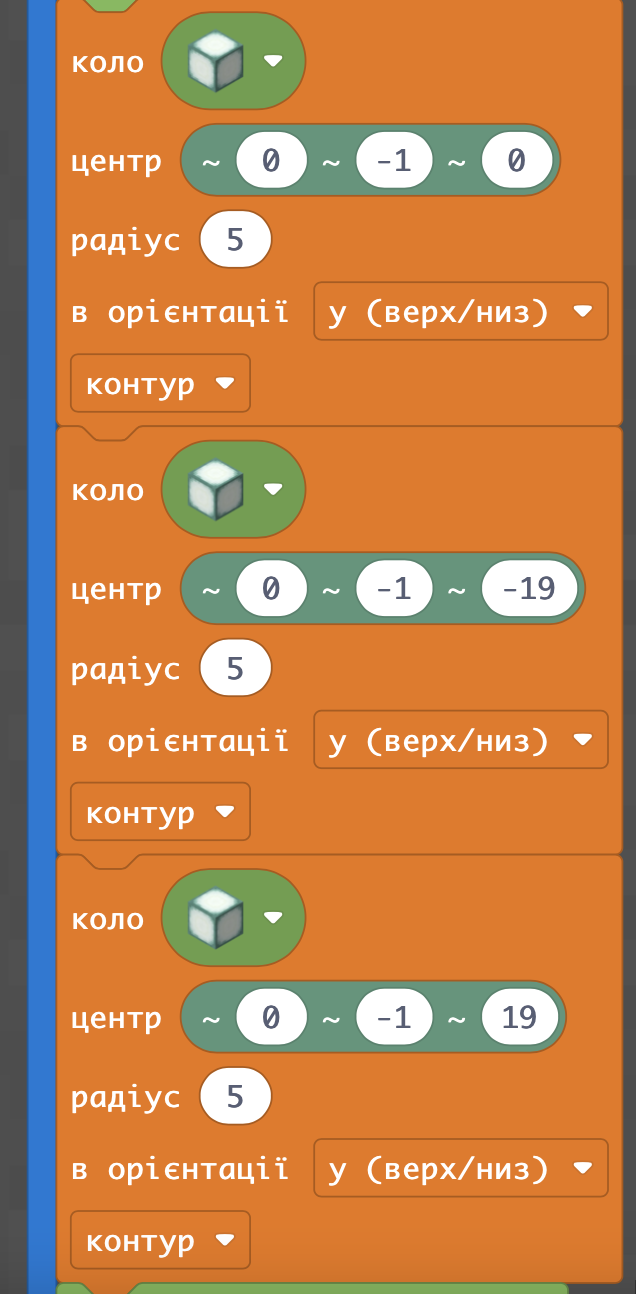 коло
центр ~ 0 ~ -1 ~ 0
радіус 5
в орієнтації y (верх/низ)
контур
коло
центр ~ 0 ~ -1 ~ -19
радіус 5
в орієнтації y (верх/низ)
контур
коло
центр ~ 0 ~ -1 ~ 19
радіус 5
в орієнтації y (верх/низ)
контур